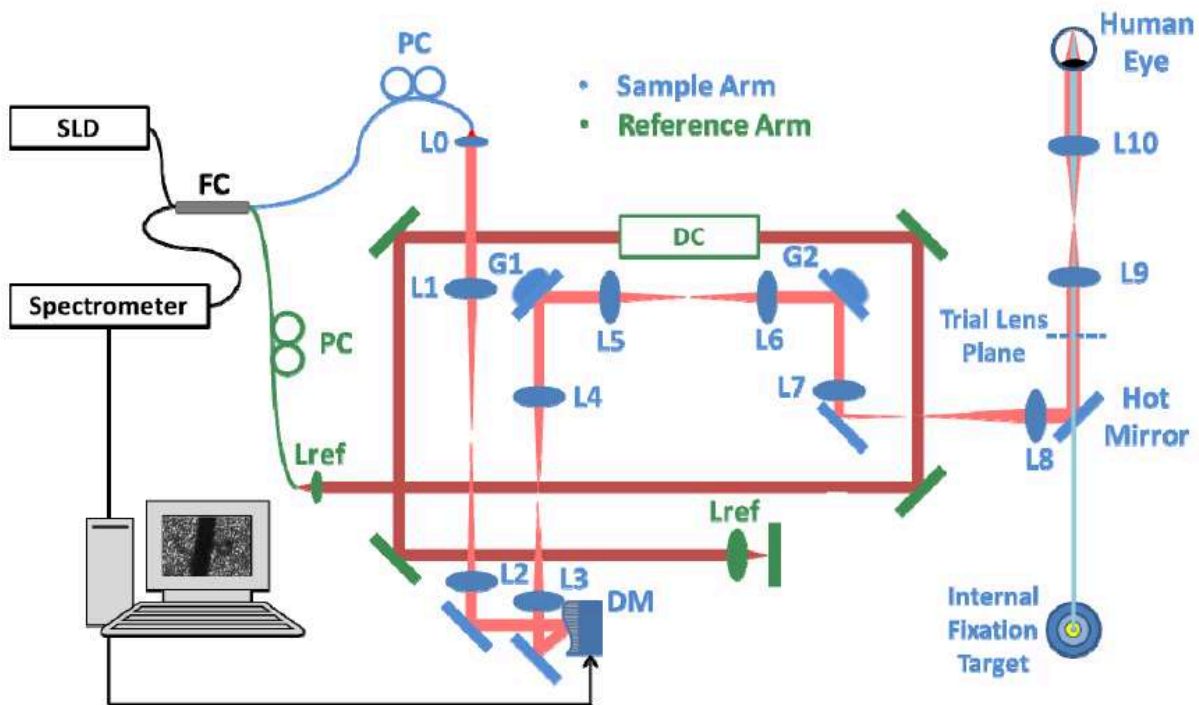 PC
Human
Eye
• Sample Arm
• Reference Arm
SLD
L0
L10
FC
DC
G1
G2
L1
L9
Spectrometer
L5
L6
Trial Lens
Plane
PC
L4
L7
Hot
Mirror
L8
Lref
Lref
L2
L3
DM
Internal
Fixation
Target